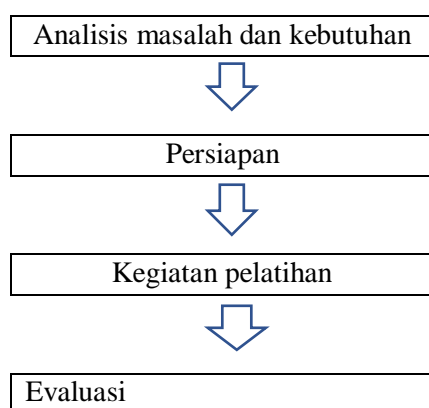 Analisis masalah dan kebutuhan
Persiapan
Kegiatan pelatihan
Evaluasi